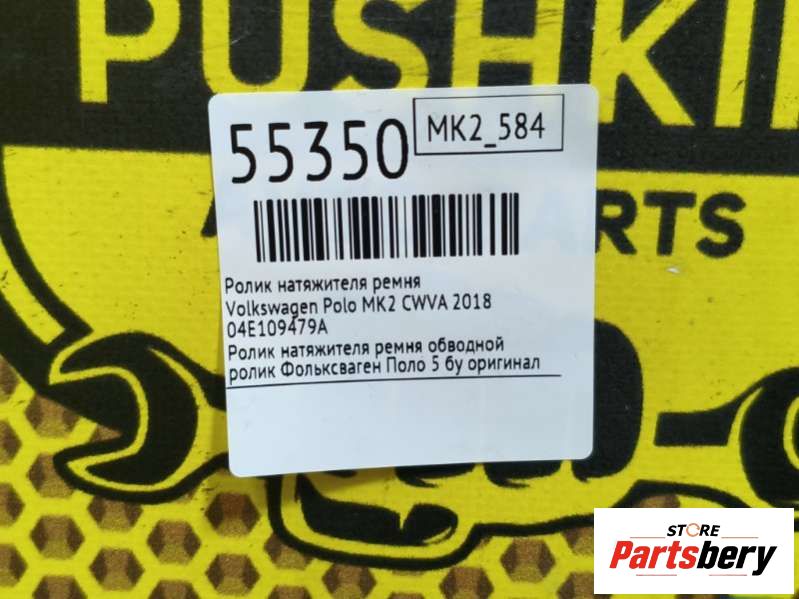 PUSHKI
55350
MK2_584
ARTS
Ролик натяжителя ремня
Volkswagen Polo MK2 CWVA 2018
04E109479A
Ролик натяжителя ремня обводной
ролик Фольксваген Поло 5 бу оригинал
STORE
Partsbery